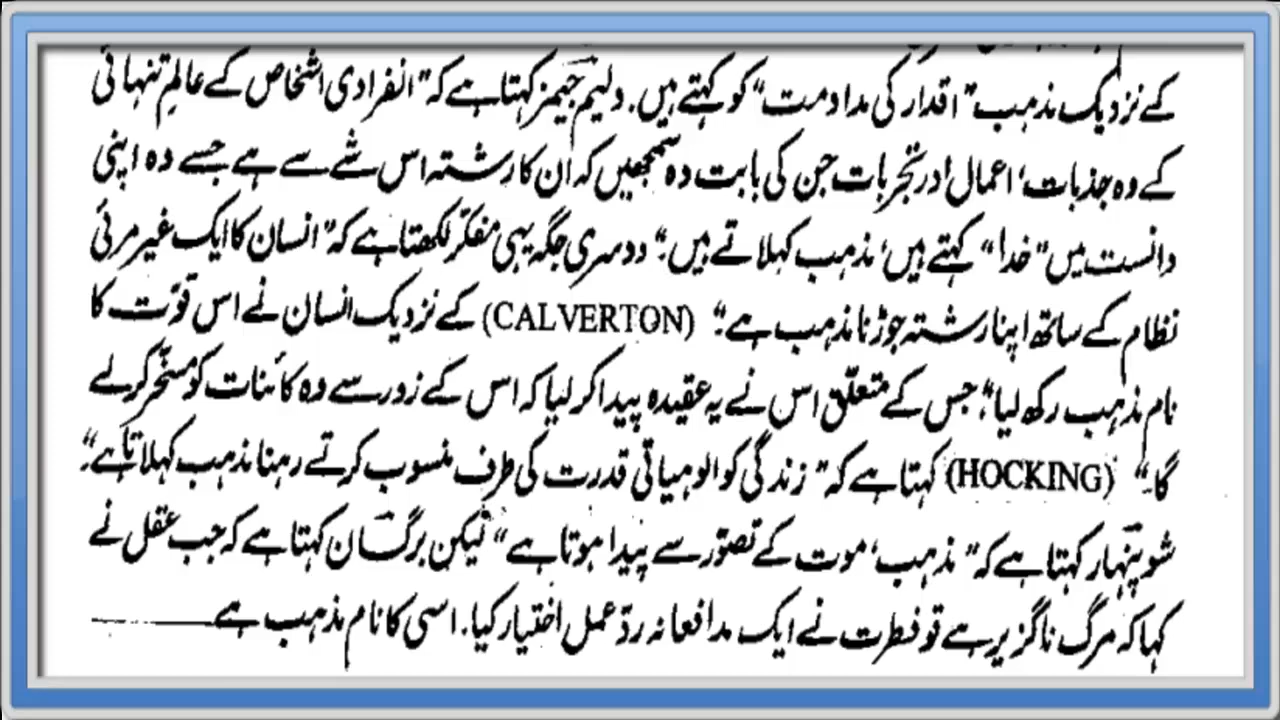 کے نزدیک مذہب ”اقدار کی مداومت“ کو کہتے ہیں. ولیم جیمز کہتا ہے کہ ”انفرادی اشخاص کے عالمِ تنہائی
کے وہ جذبات، اعمال اور تجربات جن کی بابت وہ سمجھیں کہ اُن کا رشتہ اس شے سے ہے جسے وہ اپنی
دانست میں ”خدا“ کہتے ہیں، مذہب کہلاتے ہیں.“ دوسری جگہ یہی مفکر لکھتا ہے کہ ”انسان کا ایک غیر مرئی
نظام کے ساتھ اپنا رشتہ جوڑنا مذہب ہے“. (CALVERTON) کے نزدیک انسان نے اس قوّت کا
نام مذہب رکھ لیا“، جس کے متعلّق اس نے یہ عقیدہ پیدا کر لیا کہ اس کے زور سے وہ کائنات کو مسخّر کر لے
گا.“ (HOCKING) کہتا ہے کہ ”زندگی کو الوہیاتی قدرت کی طرف منسوب کرتے رہنا مذہب کہلاتا ہے“.
شوپنہار کہتا ہے کہ ”مذہب، موت کے تصوّر سے پیدا ہوتا ہے“ لیکن برگسان کہتا ہے کہ جب عقل نے
کہا کہ مرگ ناگزیر ہے تو فطرت نے ایک مدافعانہ ردِّ عمل اختیار کیا. اسی کا نام مذہب ہے